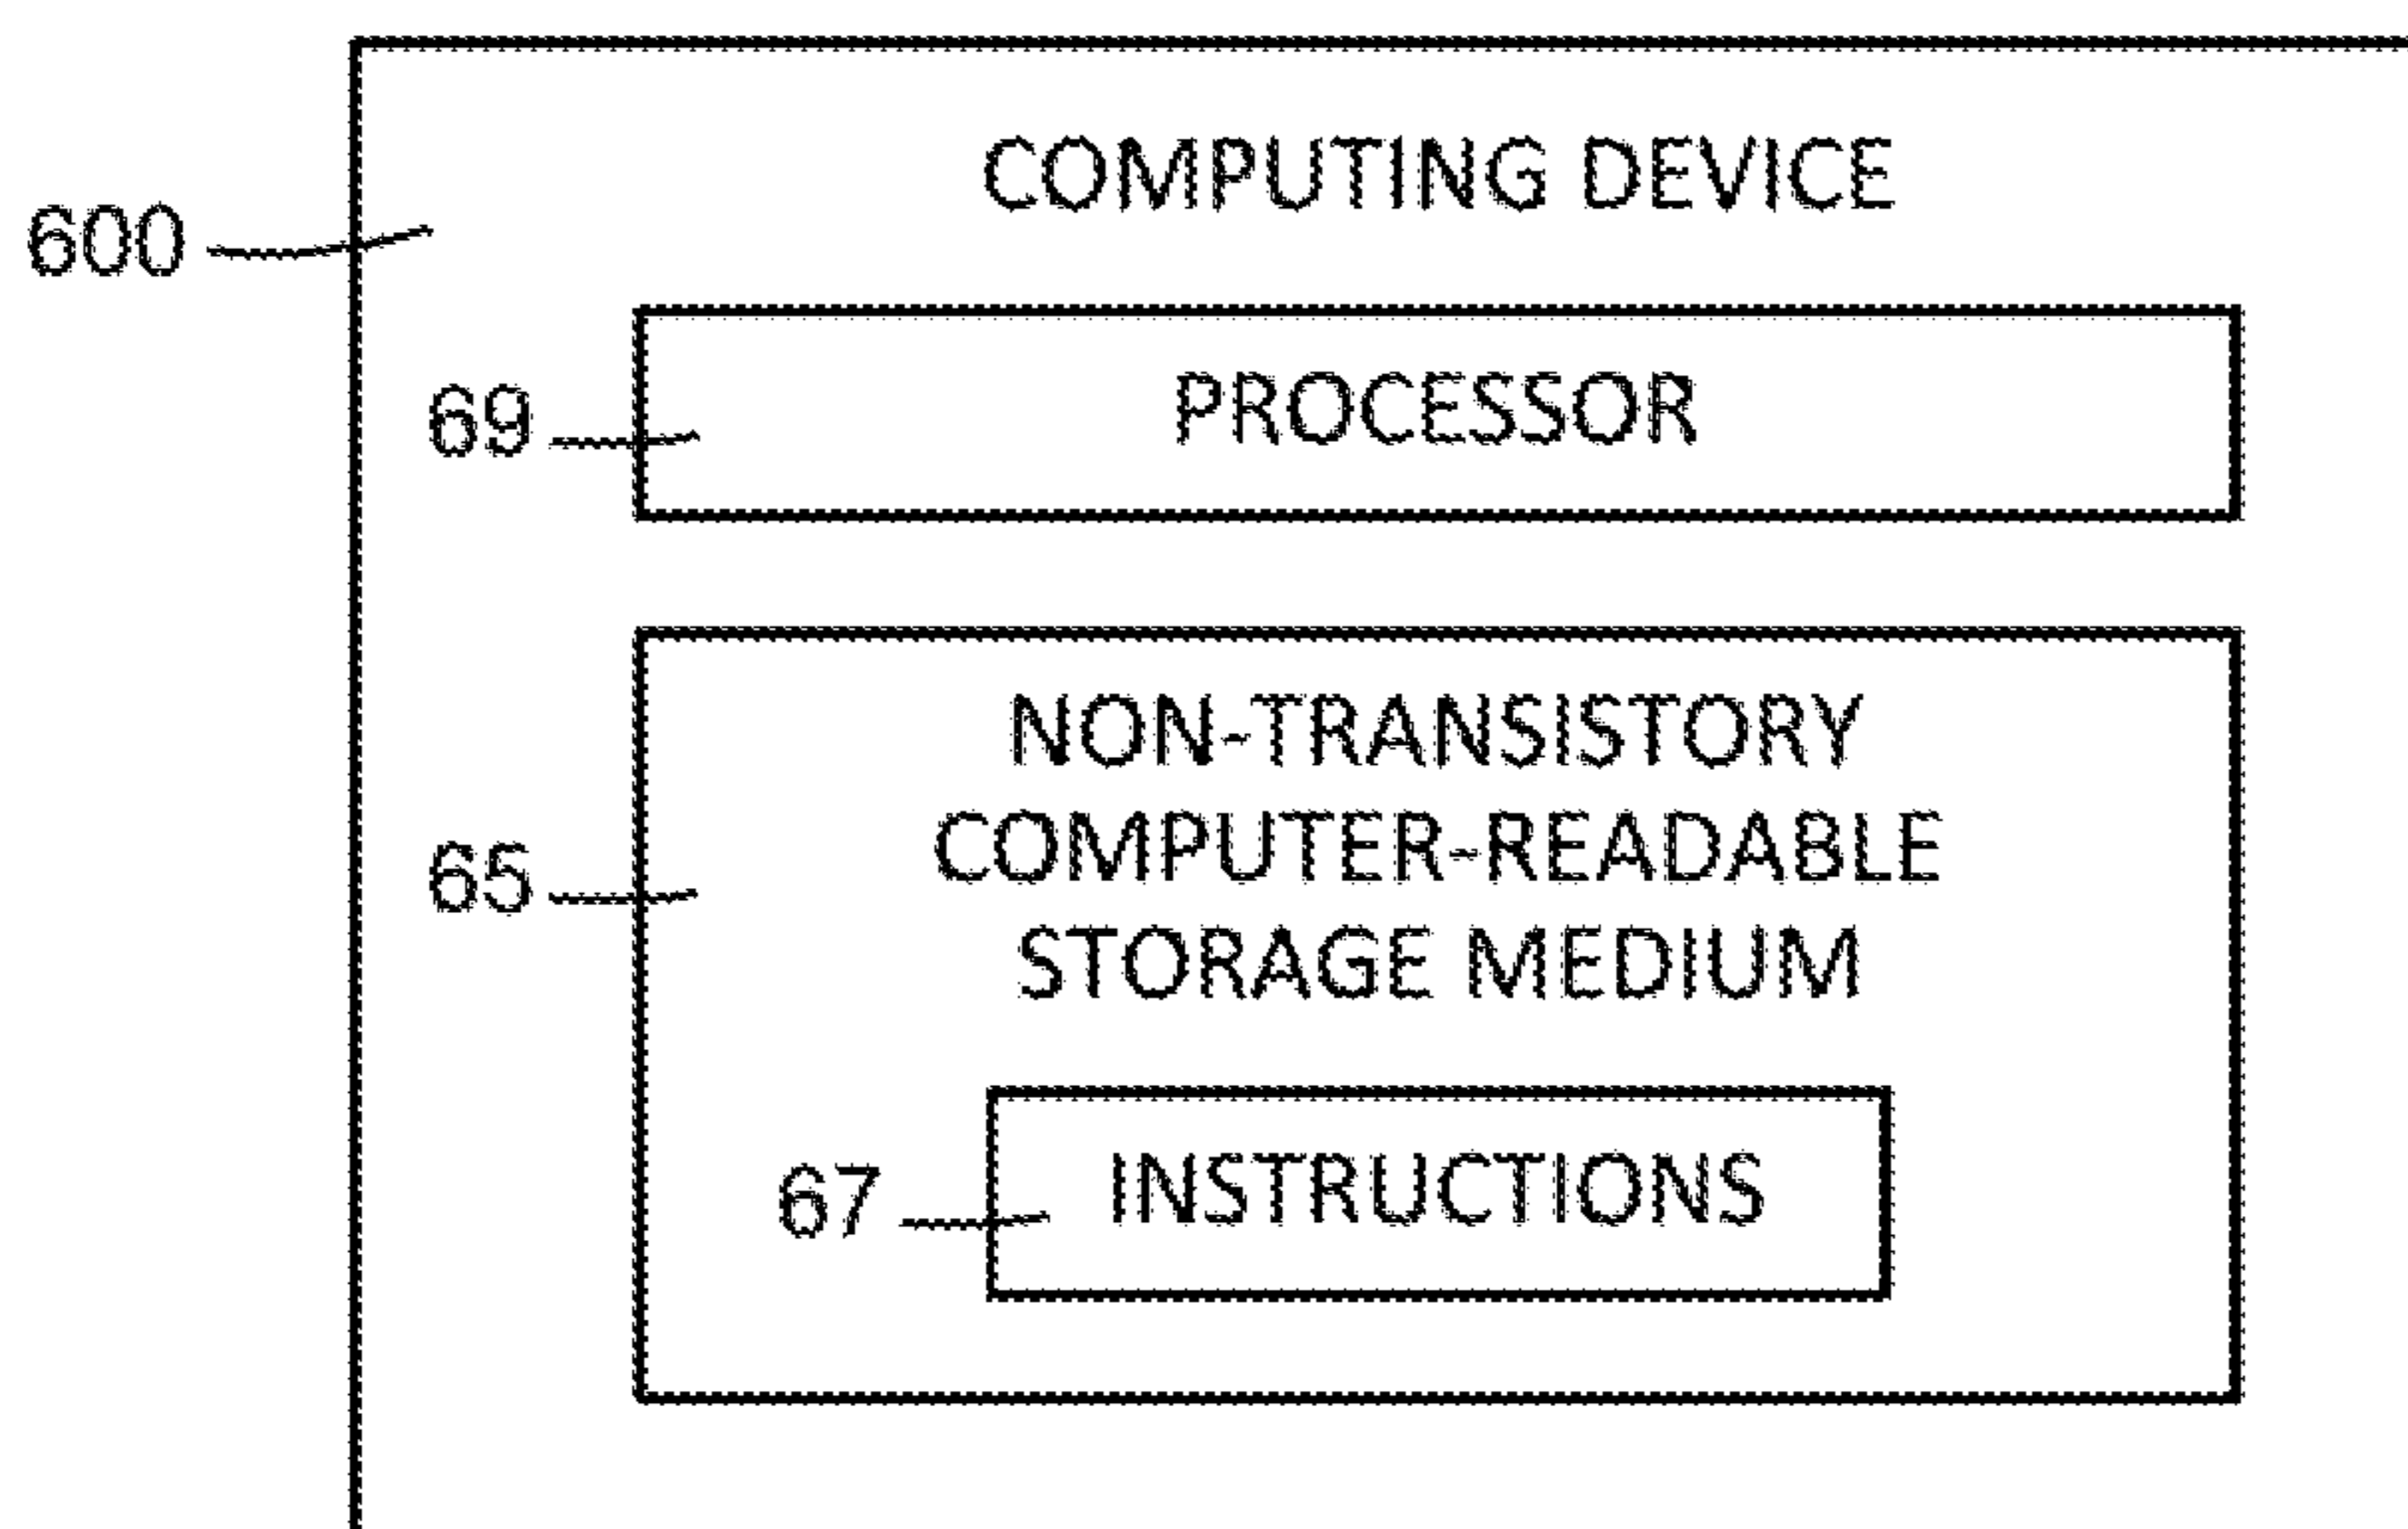 COMPUTING DEVICE
600
PROCESSOR
69
NON-TRANSISTORY
COMPUTER-READABLE
65
STORAGE MEDIUM
INSTRUCTIONS
67